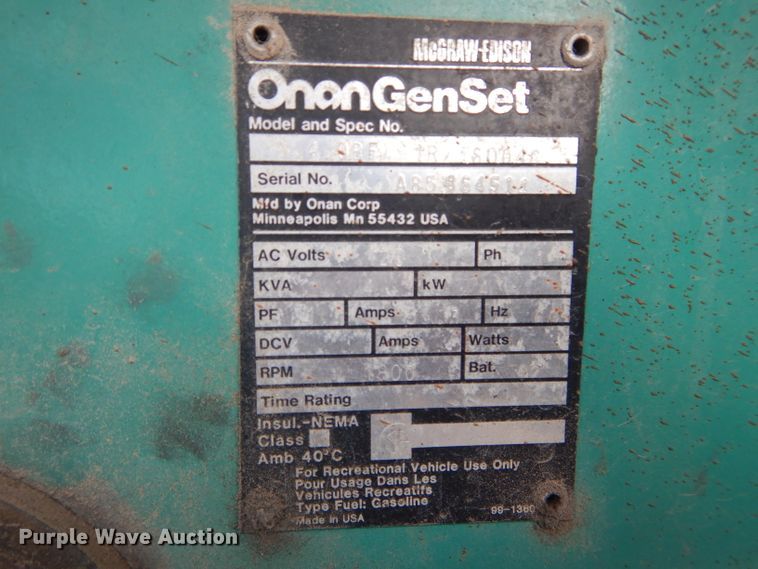 McGRAW-EDISON
Onan GenSet
Model and Spec No.
Serial No.
Mfd by Onan Corp
Minneapolis Mn 55432 USA
AC Volts Ph
KVA kW
PF Amps Hz
DCV Amps Watts
RPM Bat.
Time Rating
Insul.-NEMA
Class
Amb 40°C
For Recreational Vehicle Use Only
Pour Usage Dans Les
Vehicules Recreatifs
Type Fuel: Gasoline
Made in USA
Purple Wave Auction